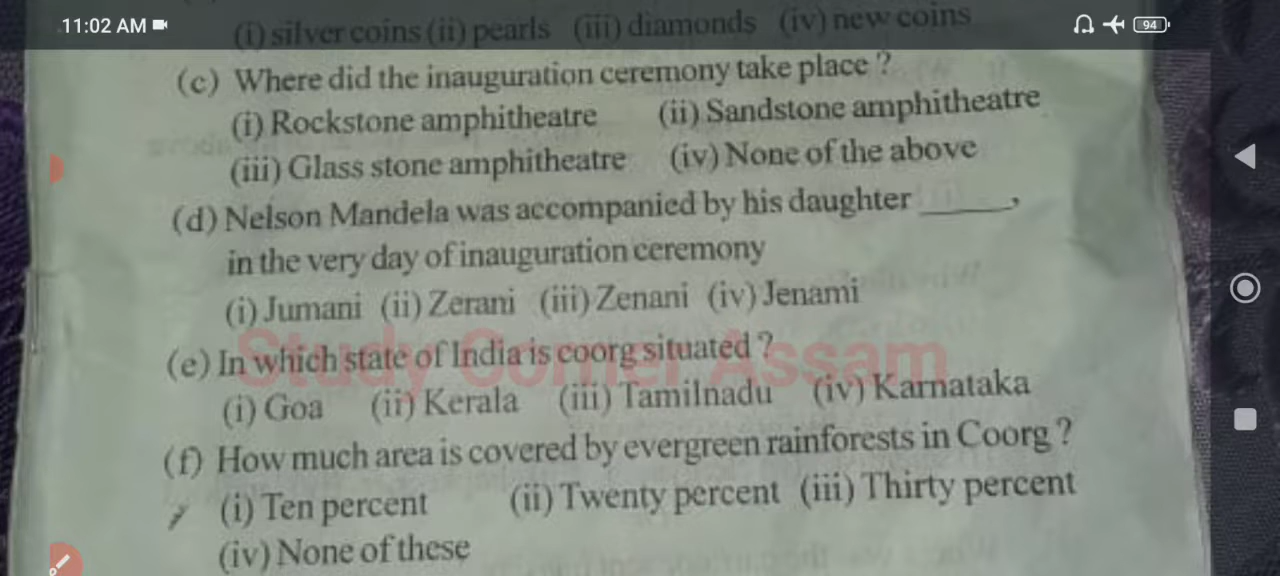 11:02 AM
94
(i) silver coins (ii) pearls (iii) diamonds (iv) new coins
(c) Where did the inauguration ceremony take place ?
(i) Rockstone amphitheatre (ii) Sandstone amphitheatre
(iii) Glass stone amphitheatre (iv) None of the above
(d) Nelson Mandela was accompanied by his daughter _____,
in the very day of inauguration ceremony
(i) Jumani (ii) Zerani (iii) Zenani (iv) Jenami
Study Corner Assam
(e) In which state of India is coorg situated ?
(i) Goa (ii) Kerala (iii) Tamilnadu (iv) Karnataka
(f) How much area is covered by evergreen rainforests in Coorg ?
(i) Ten percent (ii) Twenty percent (iii) Thirty percent
(iv) None of these